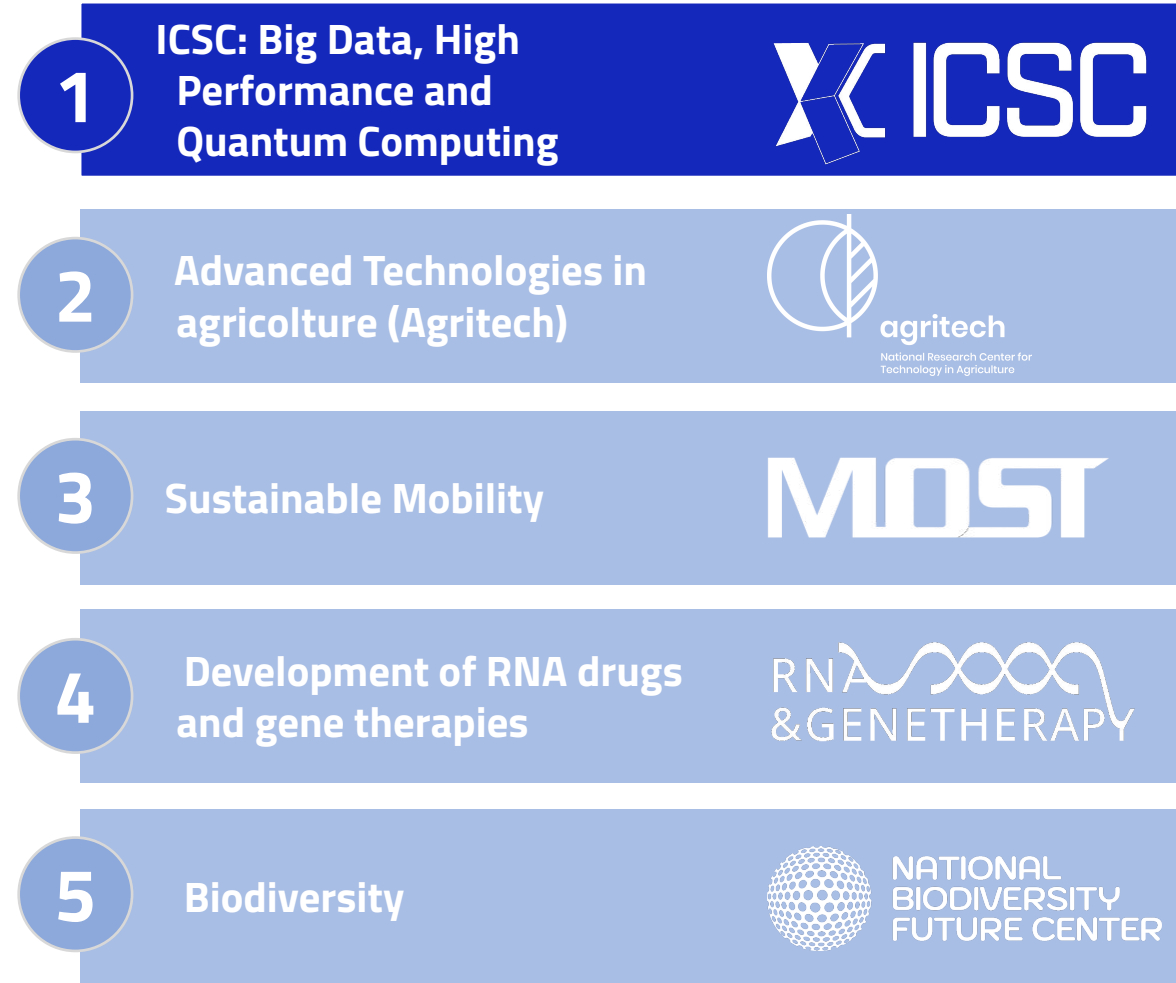 1
ICSC: Big Data, High
Performance and
Quantum Computing
ICSC
2
Advanced Technologies in
agricolture (Agritech)
agritech
National Research Center for
Technology in Agriculture
3
Sustainable Mobility
MOST
4
Development of RNA drugs
and gene therapies
RNA
&GENETHERAPY
5
Biodiversity
NATIONAL
BIODIVERSITY
FUTURE CENTER